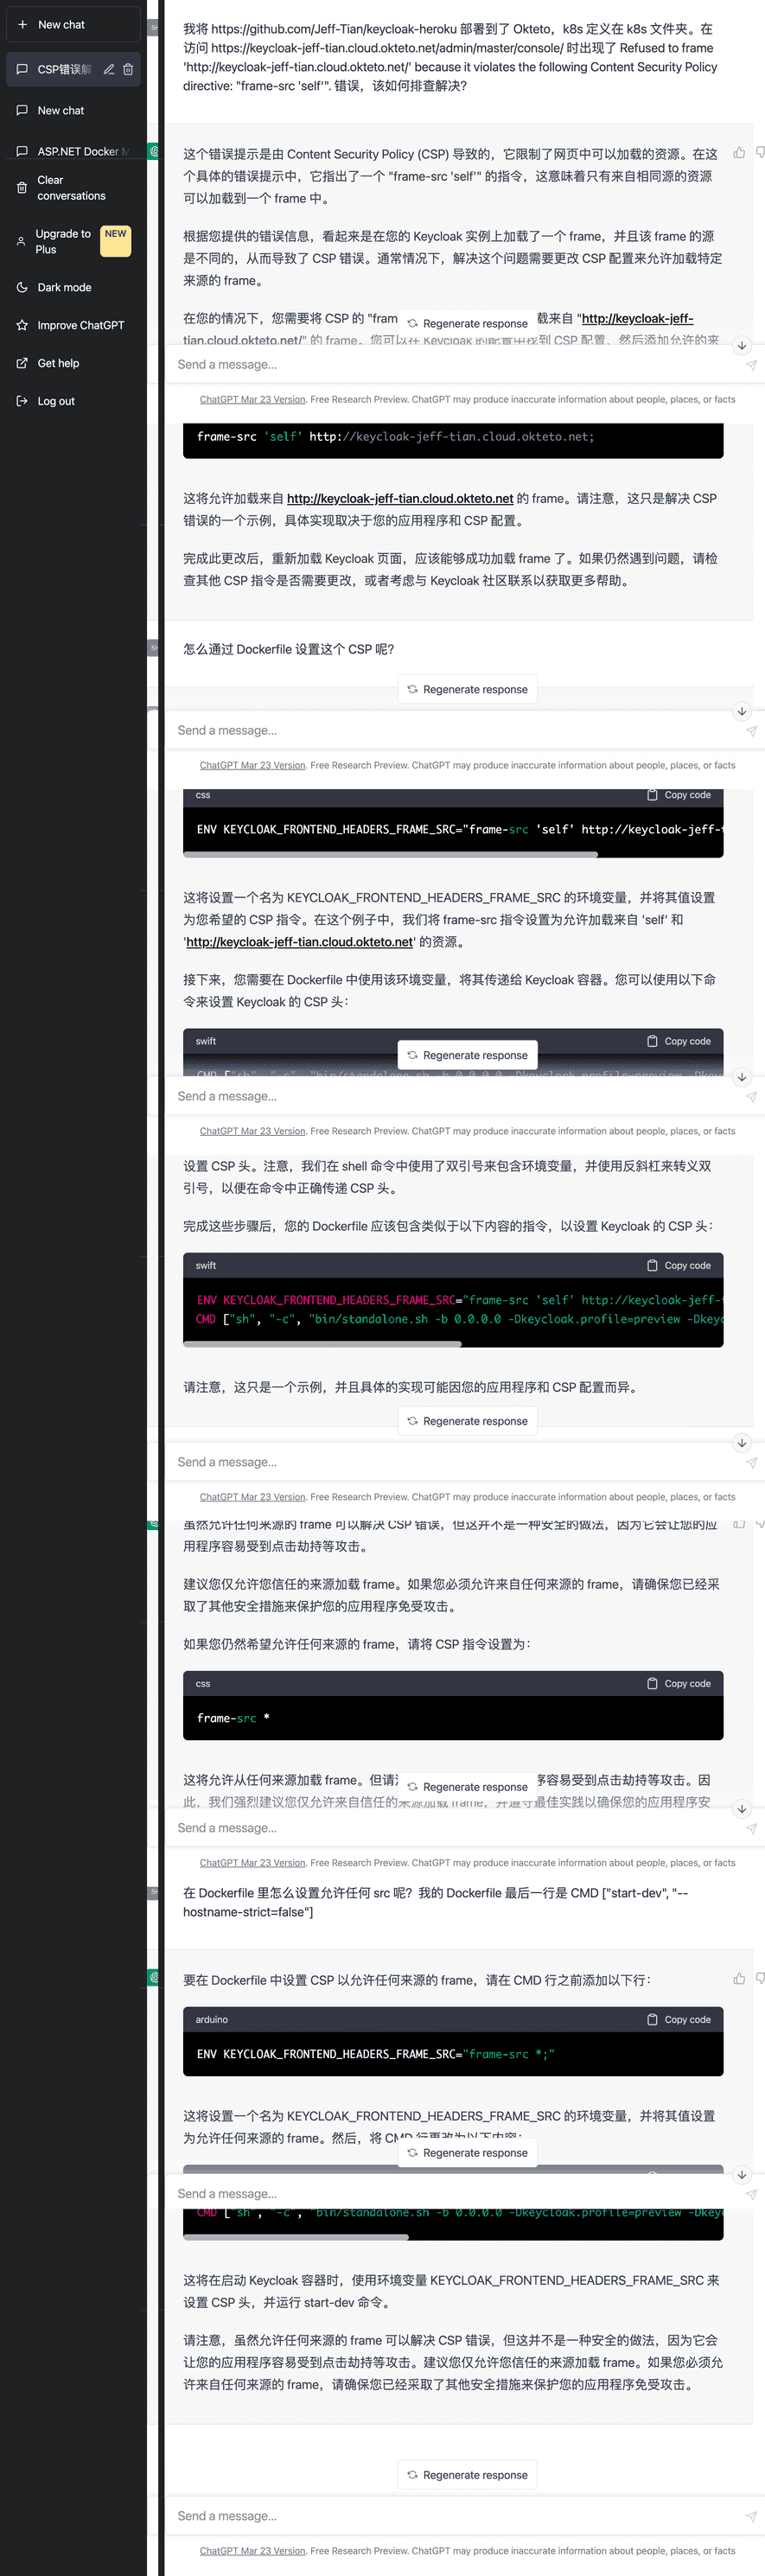 New chat
CSP错误解
New chat
ASP.NET Docker M
Clear
conversations
Upgrade to
Plus
NEW
Dark mode
Improve ChatGPT
Get help
Log out
我将 https://github.com/Jeff-Tian/keycloak-heroku 部署到了 Okteto，k8s 定义在 k8s 文件夹。在
访问 https://keycloak-jeff-tian.cloud.okteto.net/admin/master/console/ 时出现了 Refused to frame
'http://keycloak-jeff-tian.cloud.okteto.net/' because it violates the following Content Security Policy
directive: "frame-src 'self'". 错误，该如何排查解决?
这个错误提示是由 Content Security Policy (CSP) 导致的，它限制了网页中可以加载的资源。在这
个具体的错误提示中，它指出了一个 "frame-src 'self'" 的指令，这意味着只有来自相同源的资源
可以加载到一个 frame 中。
根据您提供的错误信息，看起来是在您的 Keycloak 实例上加载了一个 frame，并且该 frame 的源
是不同的，从而导致了 CSP 错误。通常情况下，解决这个问题需要更改 CSP 配置来允许加载特定
来源的 frame。
在您的情况下，您需要将 CSP 的 "fram
载来自 "http://keycloak-jeff-
Regenerate response
tian.cloud.okteto.net/" 的 frame。您可以在 Keycloak 的配置中找到 CSP 配置，然后添加允许的来
Send a message...
ChatGPT Mar 23 Version. Free Research Preview. ChatGPT may produce inaccurate information about people, places, or facts
frame-src 'self' http://keycloak-jeff-tian.cloud.okteto.net;
这将允许加载来自 http://keycloak-jeff-tian.cloud.okteto.net 的 frame。请注意，这只是解决 CSP
错误的一个示例，具体实现取决于您的应用程序和 CSP 配置。
完成此更改后，重新加载 Keycloak 页面，应该能够成功加载 frame 了。如果仍然遇到问题，请检
查其他 CSP 指令是否需要更改，或者考虑与 Keycloak 社区联系以获取更多帮助。
怎么通过 Dockerfile 设置这个 CSP 呢?
Regenerate response
Send a message...
ChatGPT Mar 23 Version. Free Research Preview. ChatGPT may produce inaccurate information about people, places, or facts
css
Copy code
ENV KEYCLOAK_FRONTEND_HEADERS_FRAME_SRC="frame-src 'self' http://keycloak-jeff-t
这将设置一个名为 KEYCLOAK_FRONTEND_HEADERS_FRAME_SRC 的环境变量，并将其值设置
为您希望的 CSP 指令。在这个例子中，我们将 frame-src 指令设置为允许加载来自 'self' 和
'http://keycloak-jeff-tian.cloud.okteto.net' 的资源。
接下来，您需要在 Dockerfile 中使用该环境变量，将其传递给 Keycloak 容器。您可以使用以下命
令来设置 Keycloak 的 CSP 头：
swift
Copy code
Regenerate response
CMD ["sh", "-c", "bin/standalone.sh -b 0.0.0.0 -Dkeycloak.profile=preview -Dkeyc
Send a message...
ChatGPT Mar 23 Version. Free Research Preview. ChatGPT may produce inaccurate information about people, places, or facts
设置 CSP 头。注意，我们在 shell 命令中使用了双引号来包含环境变量，并使用反斜杠来转义双
引号，以便在命令中正确传递 CSP 头。
完成这些步骤后，您的 Dockerfile 应该包含类似于以下内容的指令，以设置 Keycloak 的 CSP 头：
swift
Copy code
ENV KEYCLOAK_FRONTEND_HEADERS_FRAME_SRC="frame-src 'self' http://keycloak-jeff-t
CMD ["sh", "-c", "bin/standalone.sh -b 0.0.0.0 -Dkeycloak.profile=preview -Dkeyc
请注意，这只是一个示例，并且具体的实现可能因您的应用程序和 CSP 配置而异。
Regenerate response
Send a message...
ChatGPT Mar 23 Version. Free Research Preview. ChatGPT may produce inaccurate information about people, places, or facts
虽然允许任何来源的 frame 可以解决 CSP 错误，但这并不是一种安全的做法，因为它会让您的应
用程序容易受到点击劫持等攻击。
建议您仅允许您信任的来源加载 frame。如果您必须允许来自任何来源的 frame，请确保您已经采
取了其他安全措施来保护您的应用程序免受攻击。
如果您仍然希望允许任何来源的 frame，请将 CSP 指令设置为：
css
Copy code
frame-src *
这将允许从任何来源加载 frame。但请
序容易受到点击劫持等攻击。因
Regenerate response
此，我们强烈建议您仅允许来自信任的来源加载 frame，并遵守最佳实践以确保您的应用程序安
Send a message...
ChatGPT Mar 23 Version. Free Research Preview. ChatGPT may produce inaccurate information about people, places, or facts
在 Dockerfile 里怎么设置允许任何 src 呢？我的 Dockerfile 最后一行是 CMD ["start-dev", "--
hostname-strict=false"]
要在 Dockerfile 中设置 CSP 以允许任何来源的 frame，请在 CMD 行之前添加以下行：
arduino
Copy code
ENV KEYCLOAK_FRONTEND_HEADERS_FRAME_SRC="frame-src *;"
这将设置一个名为 KEYCLOAK_FRONTEND_HEADERS_FRAME_SRC 的环境变量，并将其值设置
为允许任何来源的 frame。然后，将 CMD 行更改为以下内容：
Regenerate response
Send a message...
CMD ["sh", "-c", "bin/standalone.sh -b 0.0.0.0 -Dkeycloak.profile=preview -Dkeyc
这将在启动 Keycloak 容器时，使用环境变量 KEYCLOAK_FRONTEND_HEADERS_FRAME_SRC 来
设置 CSP 头，并运行 start-dev 命令。
请注意，虽然允许任何来源的 frame 可以解决 CSP 错误，但这并不是一种安全的做法，因为它会
让您的应用程序容易受到点击劫持等攻击。建议您仅允许您信任的来源加载 frame。如果您必须允
许来自任何来源的 frame，请确保您已经采取了其他安全措施来保护您的应用程序免受攻击。
Regenerate response
Send a message...
ChatGPT Mar 23 Version. Free Research Preview. ChatGPT may produce inaccurate information about people, places, or facts